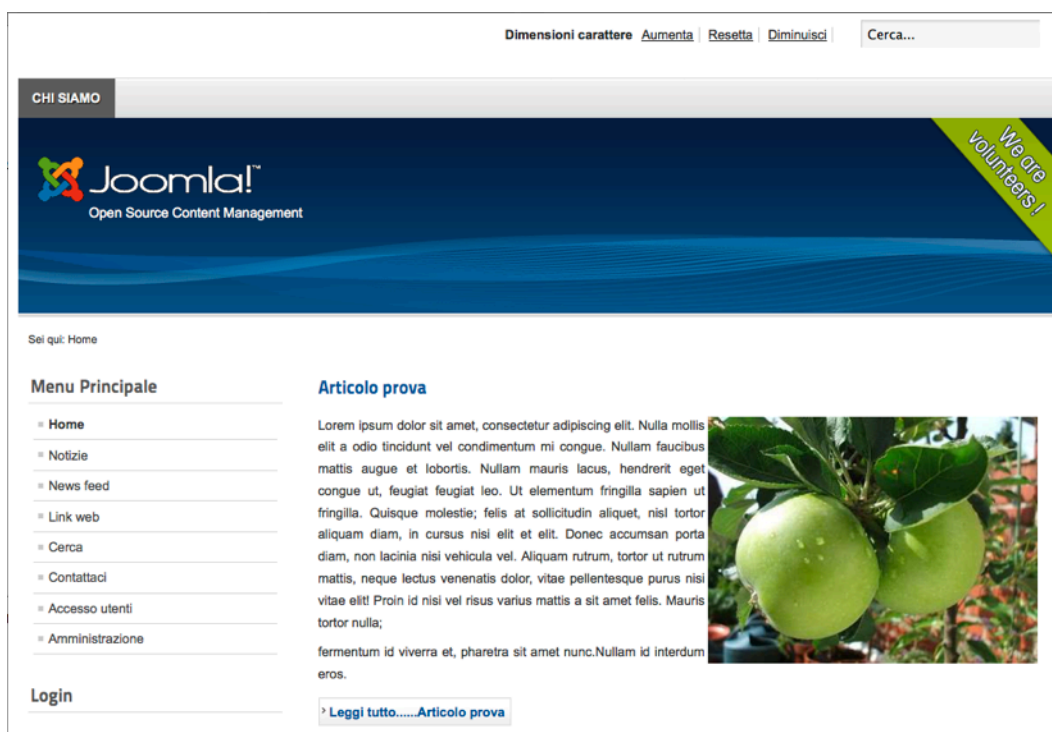 Dimensioni carattere Aumenta Resetta Diminuisci Cerca...
CHI SIAMO
Joomla!™
Open Source Content Management
We are
volunteers !
Sei qui: Home
Menu Principale
Home
Notizie
News feed
Link web
Cerca
Contattaci
Accesso utenti
Amministrazione
Login
Articolo prova
Lorem ipsum dolor sit amet, consectetur adipiscing elit. Nulla mollis
elit a odio tincidunt vel condimentum mi congue. Nullam faucibus
mattis augue et lobortis. Nullam mauris lacus, hendrerit eget
congue ut, feugiat feugiat leo. Ut elementum fringilla sapien ut
fringilla. Quisque molestie; felis at sollicitudin aliquet, nisl tortor
aliquam diam, in cursus nisi elit et elit. Donec accumsan porta
diam, non lacinia nisi vehicula vel. Aliquam rutrum, tortor ut rutrum
mattis, neque lectus venenatis dolor, vitae pellentesque purus nisi
vitae elit! Proin id nisi vel risus varius mattis a sit amet felis. Mauris
tortor nulla;
fermentum id viverra et, pharetra sit amet nunc.Nullam id interdum
eros.
Leggi tutto......Articolo prova